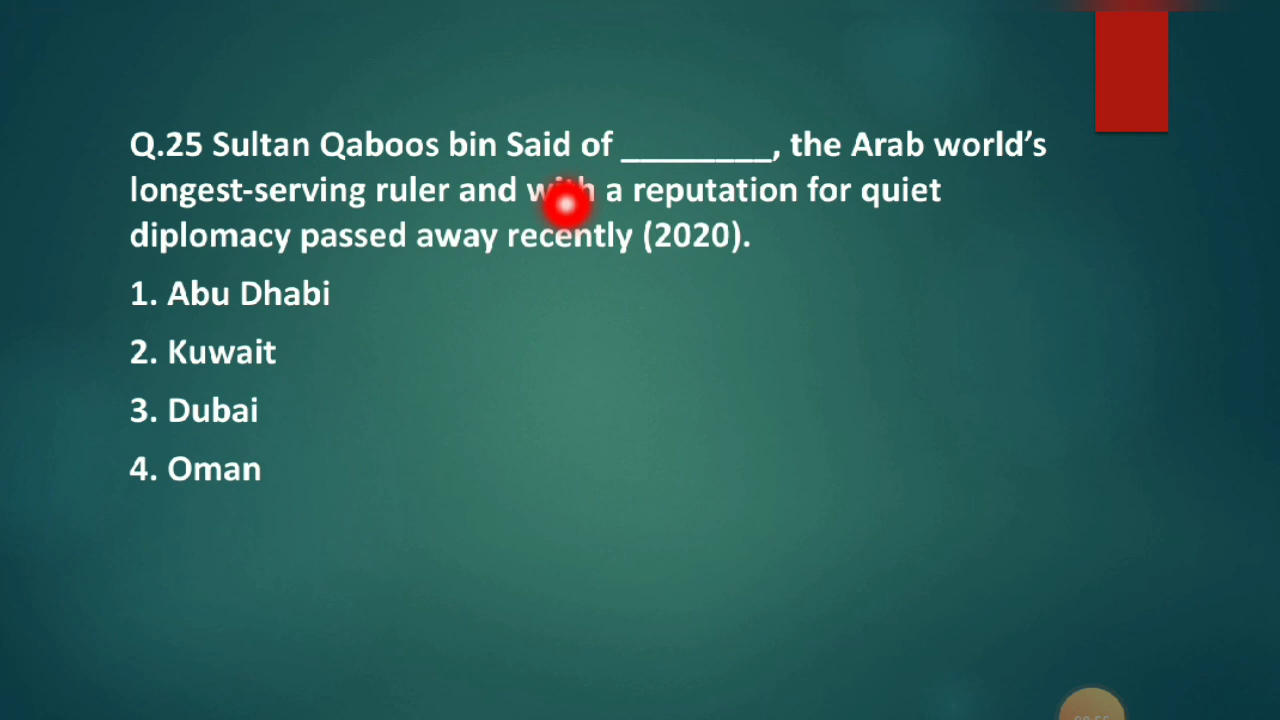 Q.25 Sultan Qaboos bin Said of ________, the Arab world’s
longest-serving ruler and with a reputation for quiet
diplomacy passed away recently (2020).
1. Abu Dhabi
2. Kuwait
3. Dubai
4. Oman